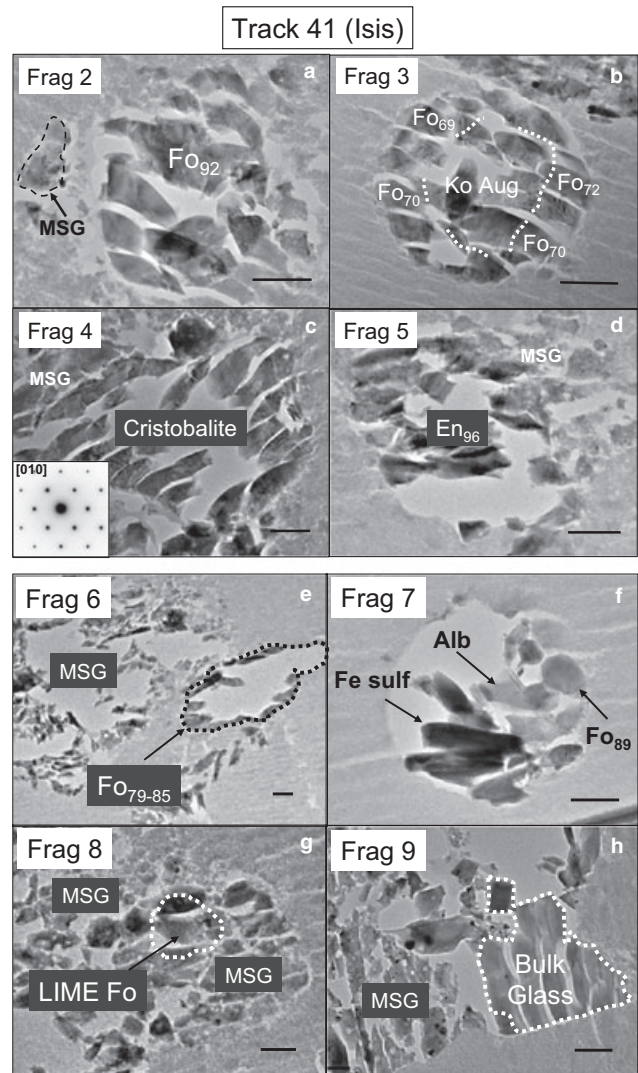 Track 41 (Isis)
Frag 2
a
MSG
Fo92
Frag 3
b
Fo69
Ko Aug
Fo70
Fo72
Fo70
Frag 4
c
MSG
Cristobalite
[010]
Frag 5
d
MSG
En96
Frag 6
e
MSG
Fo79-85
Frag 7
f
Alb
Fe sulf
Fo89
Frag 8
g
MSG
LIME Fo
MSG
Frag 9
h
MSG
Bulk
Glass